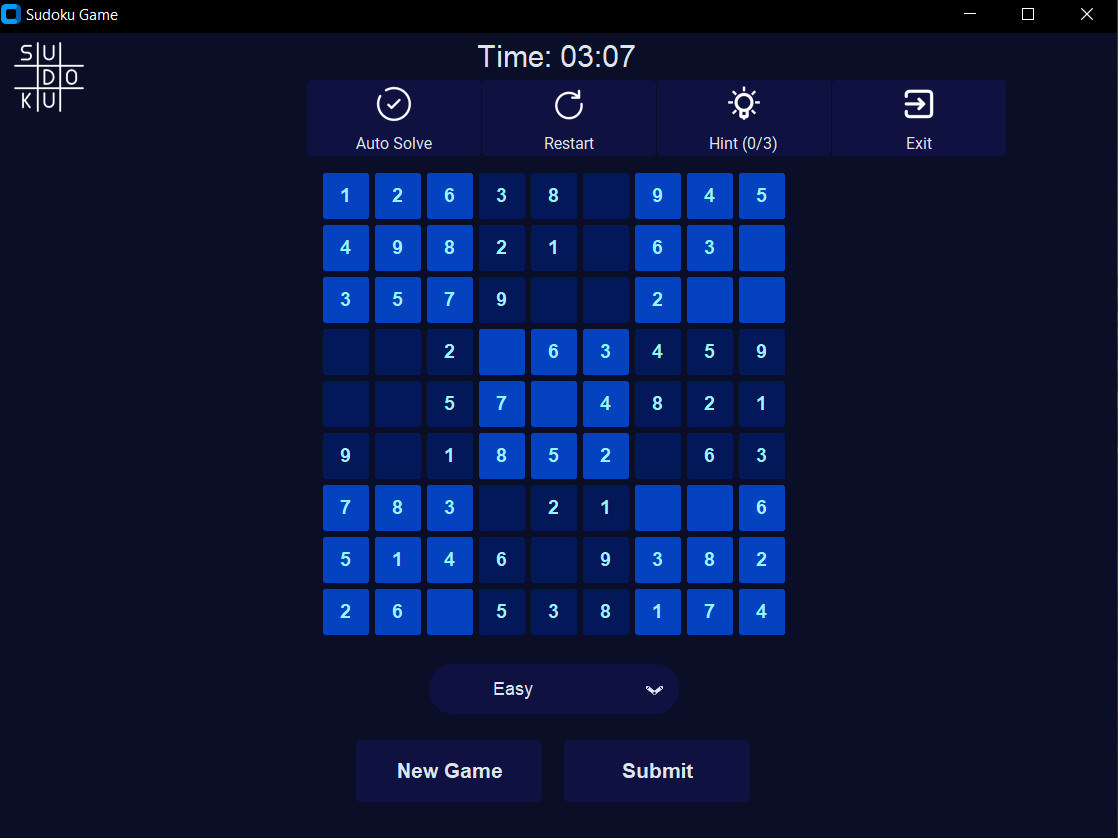 Sudoku Game
SU
DO
KU
Time: 03:07
Auto Solve Restart Hint (0/3) Exit
1 2 6 3 8 9 4 5
4 9 8 2 1 6 3
3 5 7 9 2
2 6 3 4 5 9
5 7 4 8 2 1
9 1 8 5 2 6 3
7 8 3 2 1 6
5 1 4 6 9 3 8 2
2 6 5 3 8 1 7 4
Easy
New Game Submit